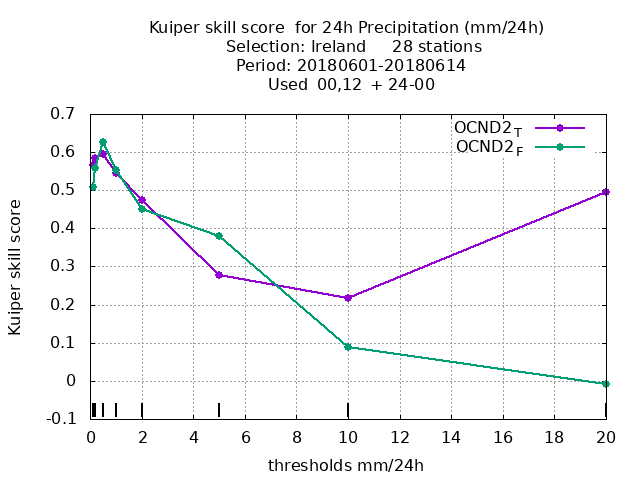 Kuiper skill score  for 24h Precipitation (mm/24h)
Selection: Ireland     28 stations
Period: 20180601-20180614
Used  00,12  + 24-00
OCND2T
OCND2F
0.7
0.6
0.5
0.4
0.3
0.2
0.1
0
-0.1
Kuiper skill score
0 2 4 6 8 10 12 14 16 18 20
thresholds mm/24h